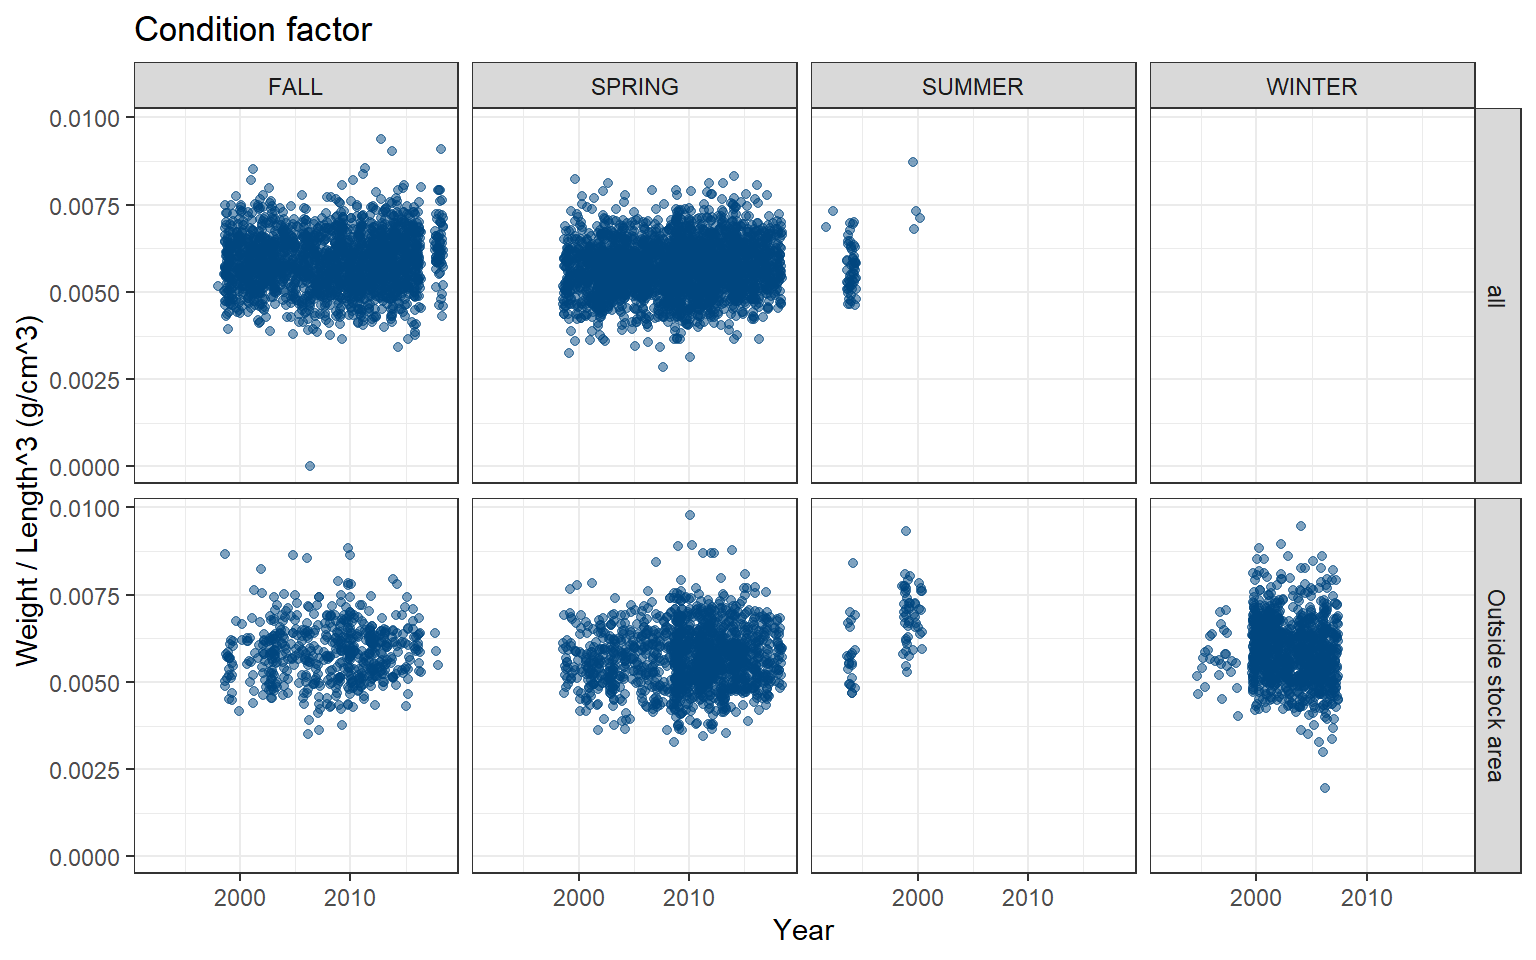 Condition factor
FALL
SPRING
SUMMER
WINTER
0.0100
0.0075
0.0050
0.0025
0.0000
all
0.0100
0.0075
0.0050
0.0025
0.0000
Outside stock area
Weight / Length^3 (g/cm^3)
2000 2010
2000 2010
2000 2010
2000 2010
Year